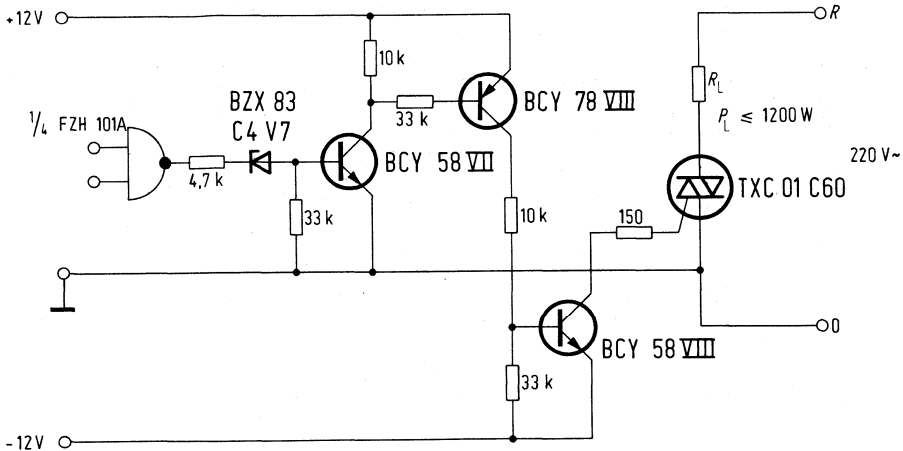 +12V
R
10 k
R_L
BZX 83
C4 V7
33 k
BCY 78 VIII
P_L ≤ 1200 W
1/4 FZH 101A
4,7 k
BCY 58 VII
220 V~
TXC 01 C60
33 k
10 k
150
0
BCY 58 VIII
33 k
-12V